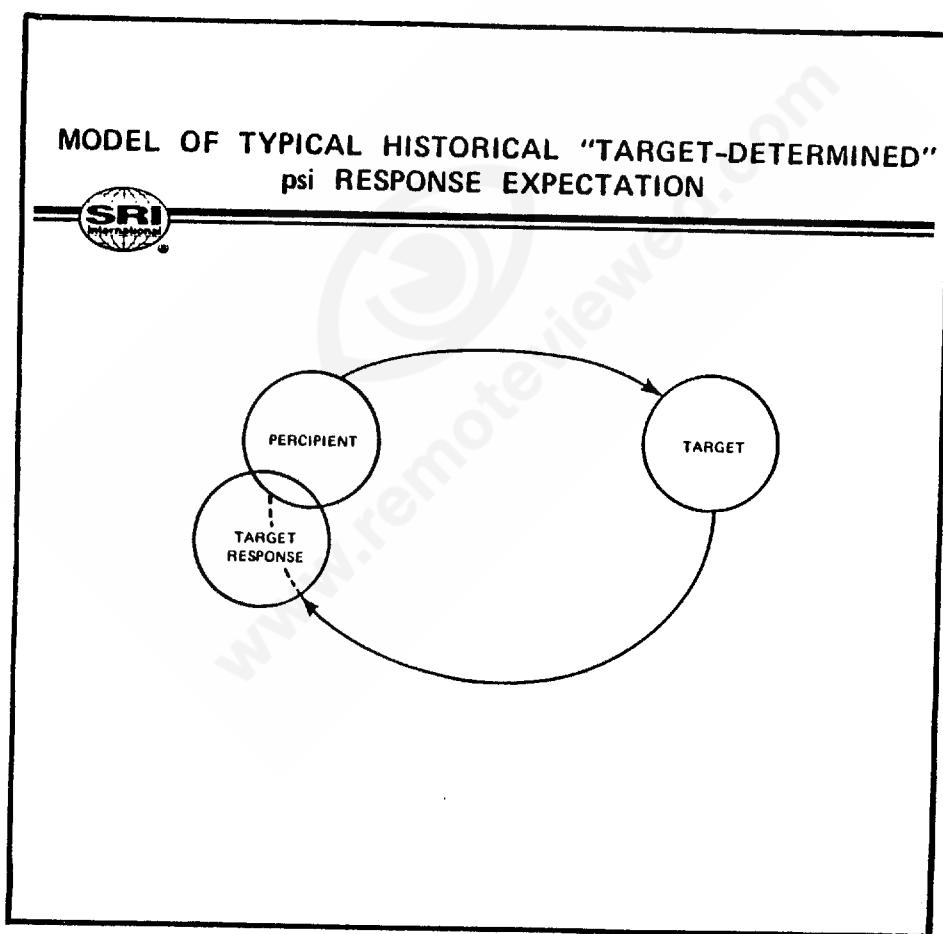 MODEL OF TYPICAL HISTORICAL "TARGET-DETERMINED"
psi RESPONSE EXPECTATION
SRI
International
®
PERCIPIENT
TARGET
TARGET
RESPONSE
www.remoteviewed.com